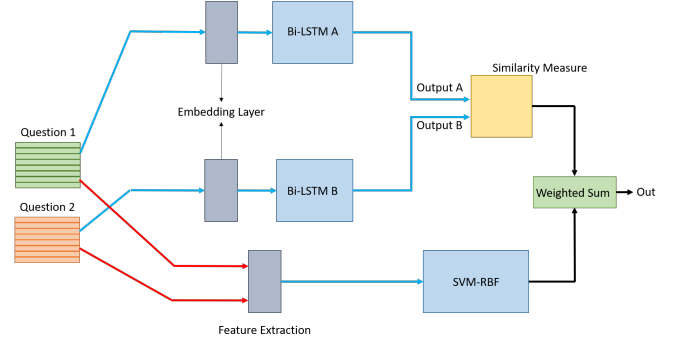 Bi-LSTM A
Similarity Measure
Output A
Embedding Layer
Output B
Question 1
Bi-LSTM B
Weighted Sum
Out
Question 2
SVM-RBF
Feature Extraction